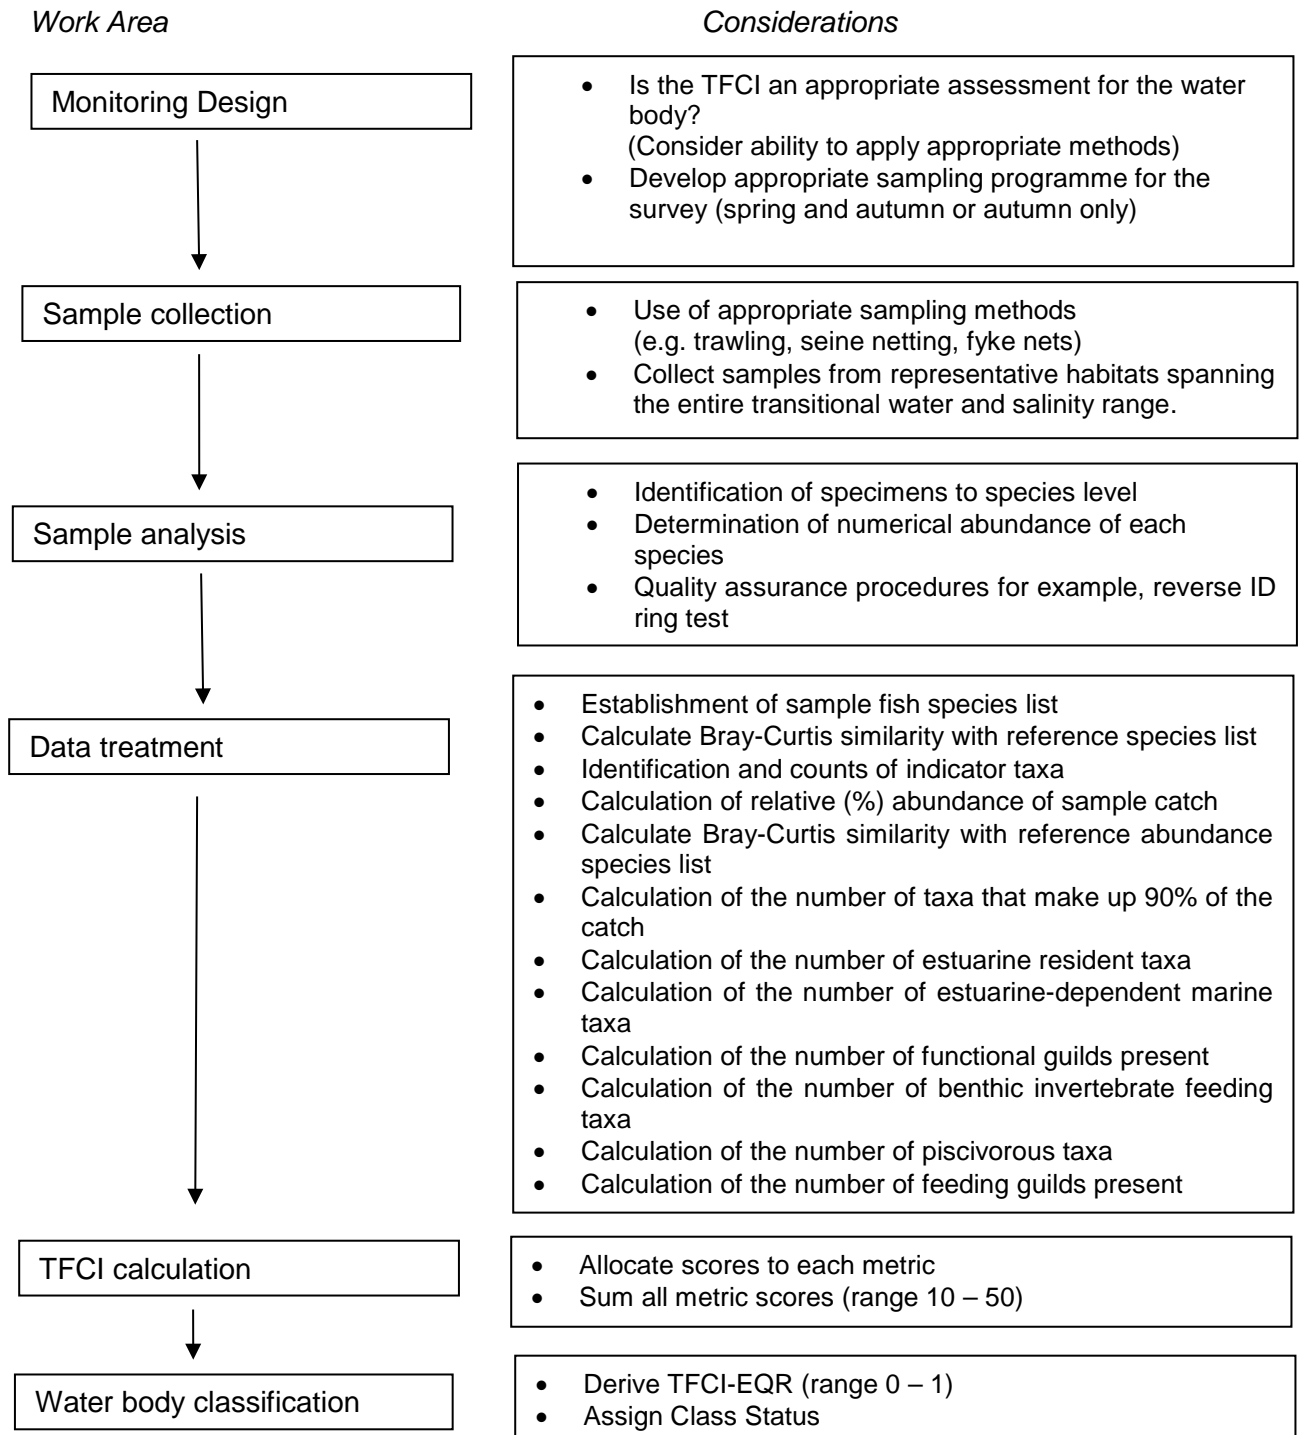 Work Area
Considerations
Monitoring Design
• Is the TFCI an appropriate assessment for the water
body?
(Consider ability to apply appropriate methods)
• Develop appropriate sampling programme for the
survey (spring and autumn or autumn only)
Sample collection
• Use of appropriate sampling methods
(e.g. trawling, seine netting, fyke nets)
• Collect samples from representative habitats spanning
the entire transitional water and salinity range.
Sample analysis
• Identification of specimens to species level
• Determination of numerical abundance of each
species
• Quality assurance procedures for example, reverse ID
ring test
Data treatment
• Establishment of sample fish species list
• Calculate Bray-Curtis similarity with reference species list
• Identification and counts of indicator taxa
• Calculation of relative (%) abundance of sample catch
• Calculate Bray-Curtis similarity with reference abundance
species list
• Calculation of the number of taxa that make up 90% of the
catch
• Calculation of the number of estuarine resident taxa
• Calculation of the number of estuarine-dependent marine
taxa
• Calculation of the number of functional guilds present
• Calculation of the number of benthic invertebrate feeding
taxa
• Calculation of the number of piscivorous taxa
• Calculation of the number of feeding guilds present
TFCI calculation
• Allocate scores to each metric
• Sum all metric scores (range 10 – 50)
Water body classification
• Derive TFCI-EQR (range 0 – 1)
• Assign Class Status